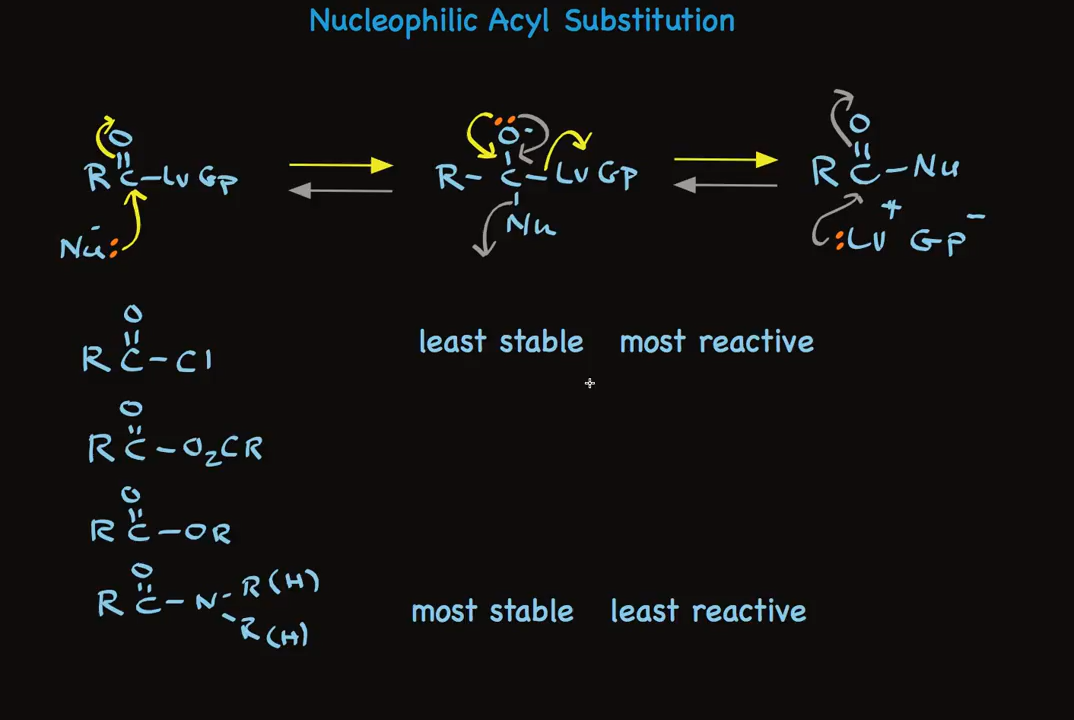 Nucleophilic Acyl Substitution
O O:- O
R C-Lv Gp R-C-Lv Gp R C-Nu
Nu:- Nu + :Lv Gp-
O
R C-Cl least stable most reactive
O
R C-O2CR
O
R C-OR
O
R C-N-R(H)
R(H) most stable least reactive